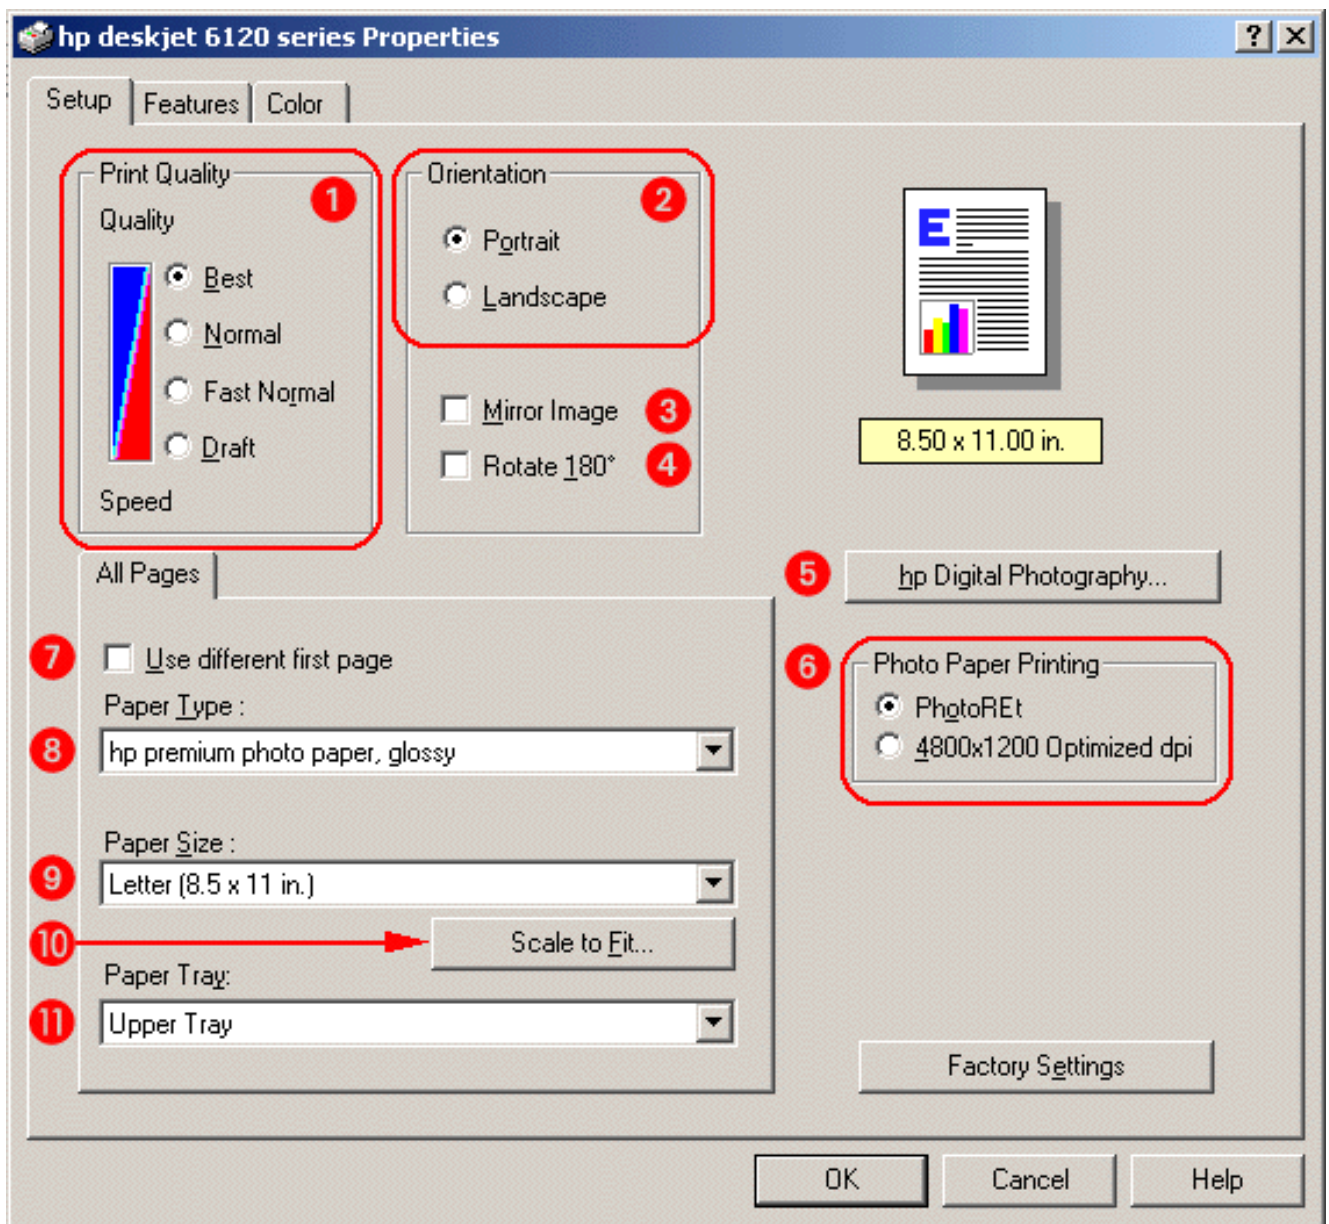 hp deskjet 6120 series Properties
Setup
Features
Color
Print Quality
1
Quality
Best
Normal
Fast Normal
Draft
Speed
Orientation
2
Portrait
Landscape
Mirror Image
3
Rotate 180°
4
E
8.50 x 11.00 in.
5
hp Digital Photography...
6
Photo Paper Printing
PhotoREt
4800x1200 Optimized dpi
All Pages
7
Use different first page
Paper Type :
8
hp premium photo paper, glossy
Paper Size :
9
Letter (8.5 x 11 in.)
10
Scale to Fit...
Paper Tray:
11
Upper Tray
Factory Settings
OK
Cancel
Help